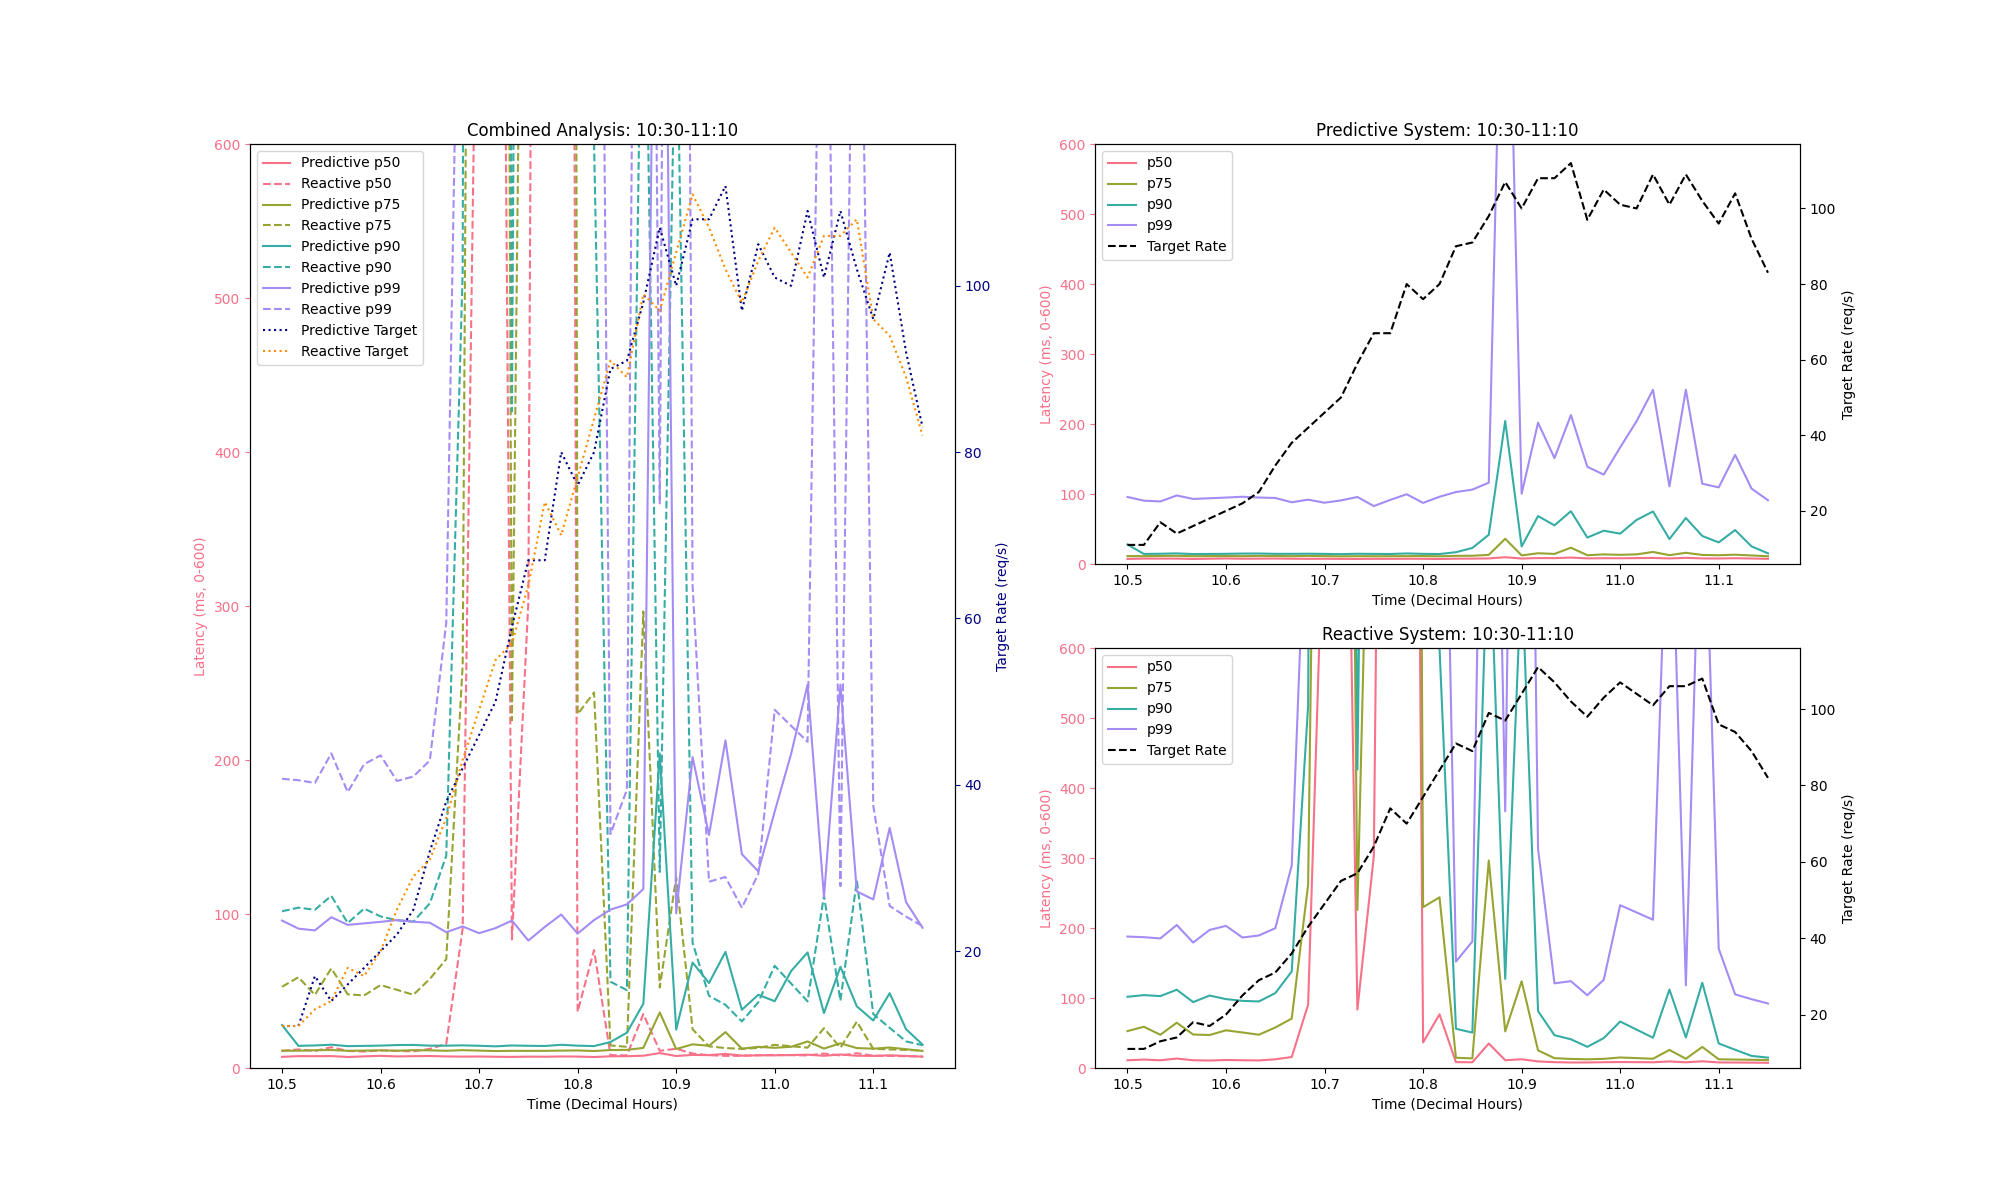 Combined Analysis: 10:30-11:10
600
500
400
300
200
100
0
Latency (ms, 0-600)
Predictive p50
Reactive p50
Predictive p75
Reactive p75
Predictive p90
Reactive p90
Predictive p99
Reactive p99
Predictive Target
Reactive Target
100
80
60
40
20
Target Rate (req/s)
10.5 10.6 10.7 10.8 10.9 11.0 11.1
Time (Decimal Hours)
Predictive System: 10:30-11:10
600
500
400
300
200
100
0
Latency (ms, 0-600)
p50
p75
p90
p99
Target Rate
100
80
60
40
20
Target Rate (req/s)
10.5 10.6 10.7 10.8 10.9 11.0 11.1
Time (Decimal Hours)
Reactive System: 10:30-11:10
600
500
400
300
200
100
0
Latency (ms, 0-600)
p50
p75
p90
p99
Target Rate
100
80
60
40
20
Target Rate (req/s)
10.5 10.6 10.7 10.8 10.9 11.0 11.1
Time (Decimal Hours)